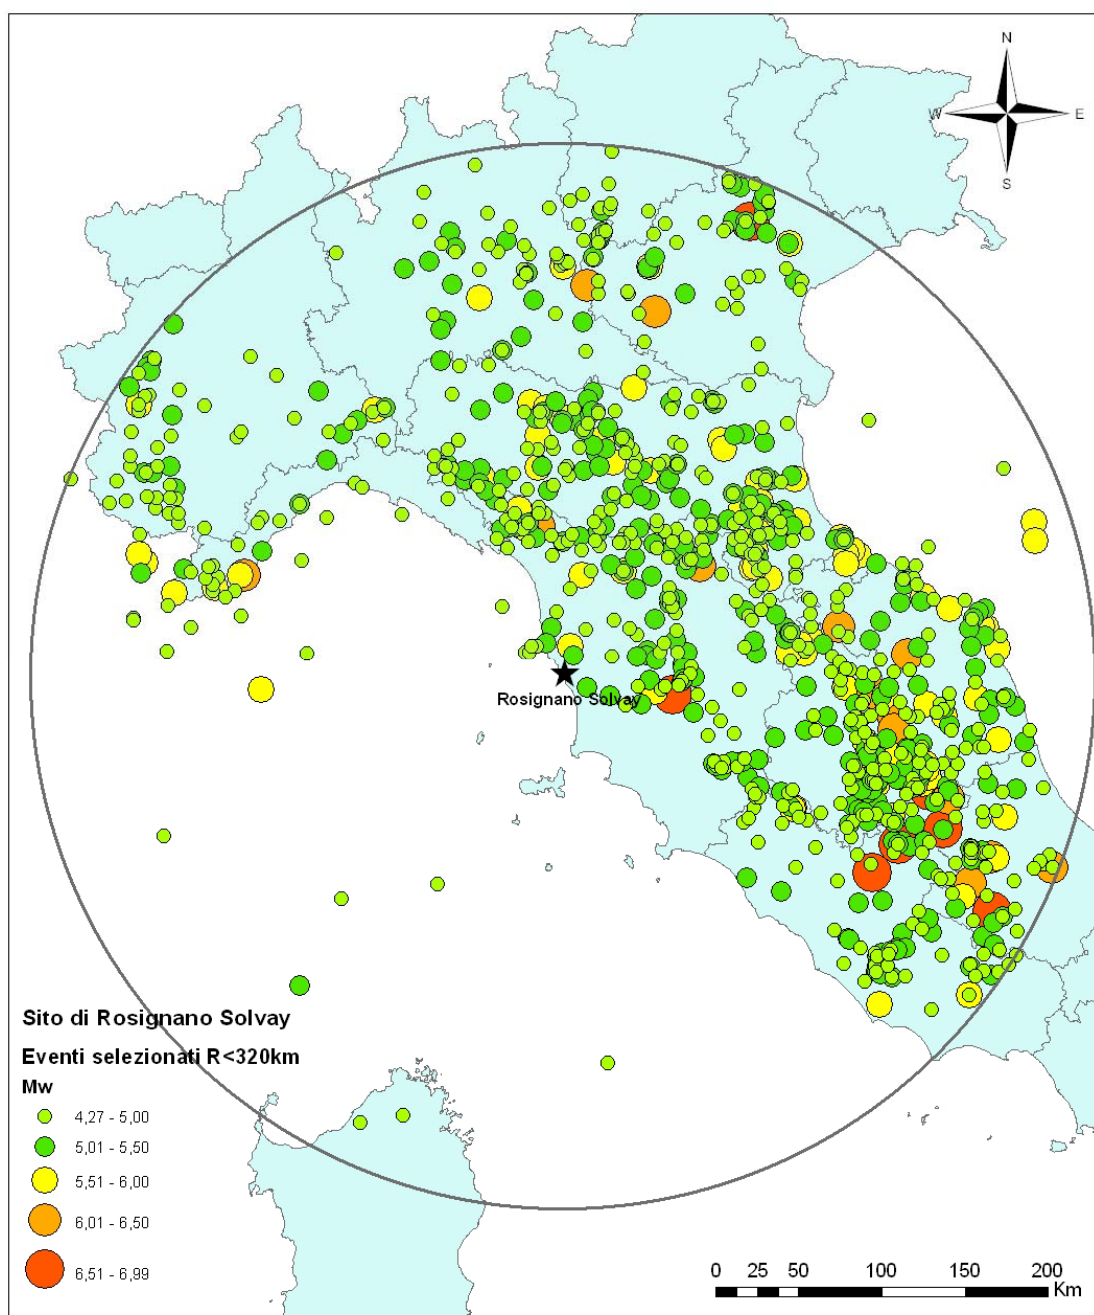 N
W E
S
Rosignano Solvay
Sito di Rosignano Solvay
Eventi selezionati R<320km
Mw
4,27 - 5,00
5,01 - 5,50
5,51 - 6,00
6,01 - 6,50
6,51 - 6,99
0 25 50 100 150 200
Km